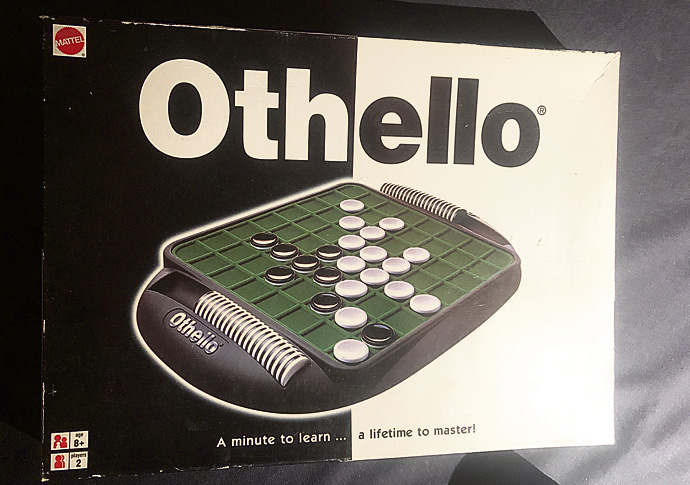 MATTEL
Othello®
Othello
A minute to learn ... a lifetime to master!
age
8+
players
2